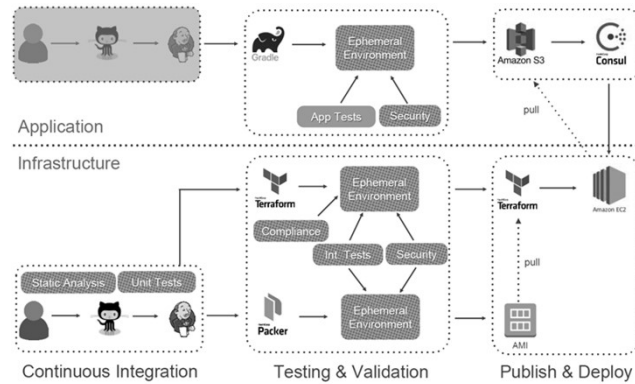 Gradle
Ephemeral
Environment
App Tests
Security
Amazon S3
Consul
Application
pull
Infrastructure
Terraform
Ephemeral
Environment
Compliance
Int. Tests
Security
Terraform
Amazon EC2
Static Analysis
Unit Tests
pull
Packer
Ephemeral
Environment
AMI
Continuous Integration
Testing & Validation
Publish & Deploy